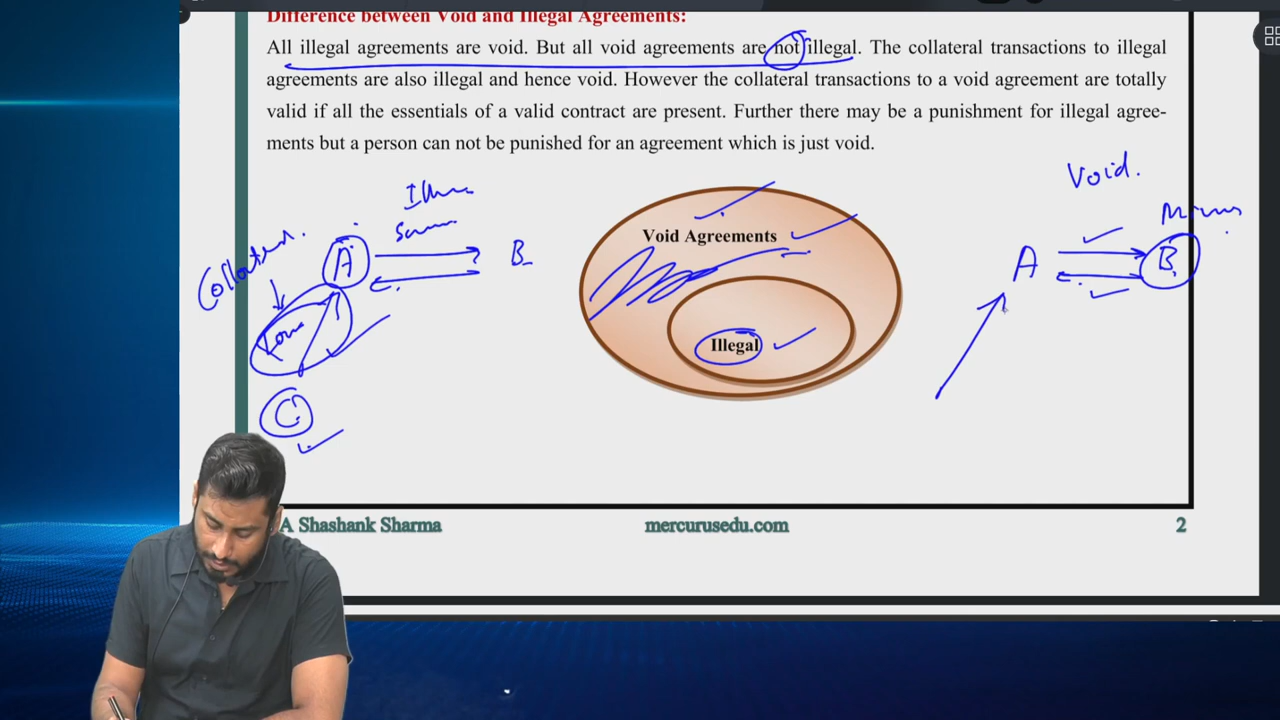 Difference between Void and Illegal Agreements:
All illegal agreements are void. But all void agreements are not illegal. The collateral transactions to illegal
agreements are also illegal and hence void. However the collateral transactions to a void agreement are totally
valid if all the essentials of a valid contract are present. Further there may be a punishment for illegal agree-
ments but a person can not be punished for an agreement which is just void.
Void.
Void Agreements
A
B
A
B
Illegal
C
A Shashank Sharma
mercurusedu.com
2